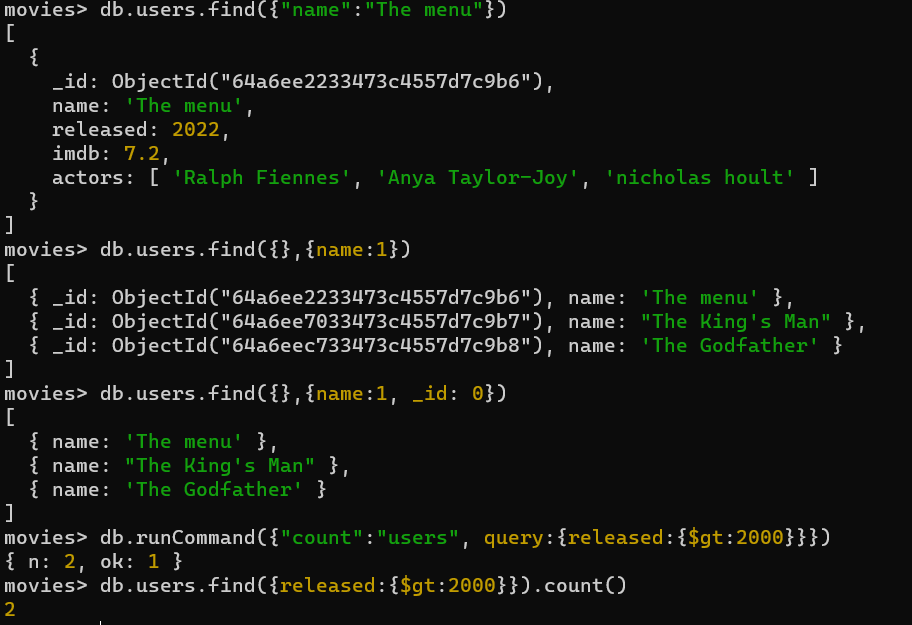 movies> db.users.find({"name":"The menu"})
[
  {
    _id: ObjectId("64a6ee2233473c4557d7c9b6"),
    name: 'The menu',
    released: 2022,
    imdb: 7.2,
    actors: [ 'Ralph Fiennes', 'Anya Taylor-Joy', 'nicholas hoult' ]
  }
]
movies> db.users.find({},{name:1})
[
  { _id: ObjectId("64a6ee2233473c4557d7c9b6"), name: 'The menu' },
  { _id: ObjectId("64a6ee7033473c4557d7c9b7"), name: "The King's Man" },
  { _id: ObjectId("64a6eec733473c4557d7c9b8"), name: 'The Godfather' }
]
movies> db.users.find({},{name:1, _id: 0})
[
  { name: 'The menu' },
  { name: "The King's Man" },
  { name: 'The Godfather' }
]
movies> db.runCommand({"count":"users", query:{released:{$gt:2000}}})
{ n: 2, ok: 1 }
movies> db.users.find({released:{$gt:2000}}).count()
2